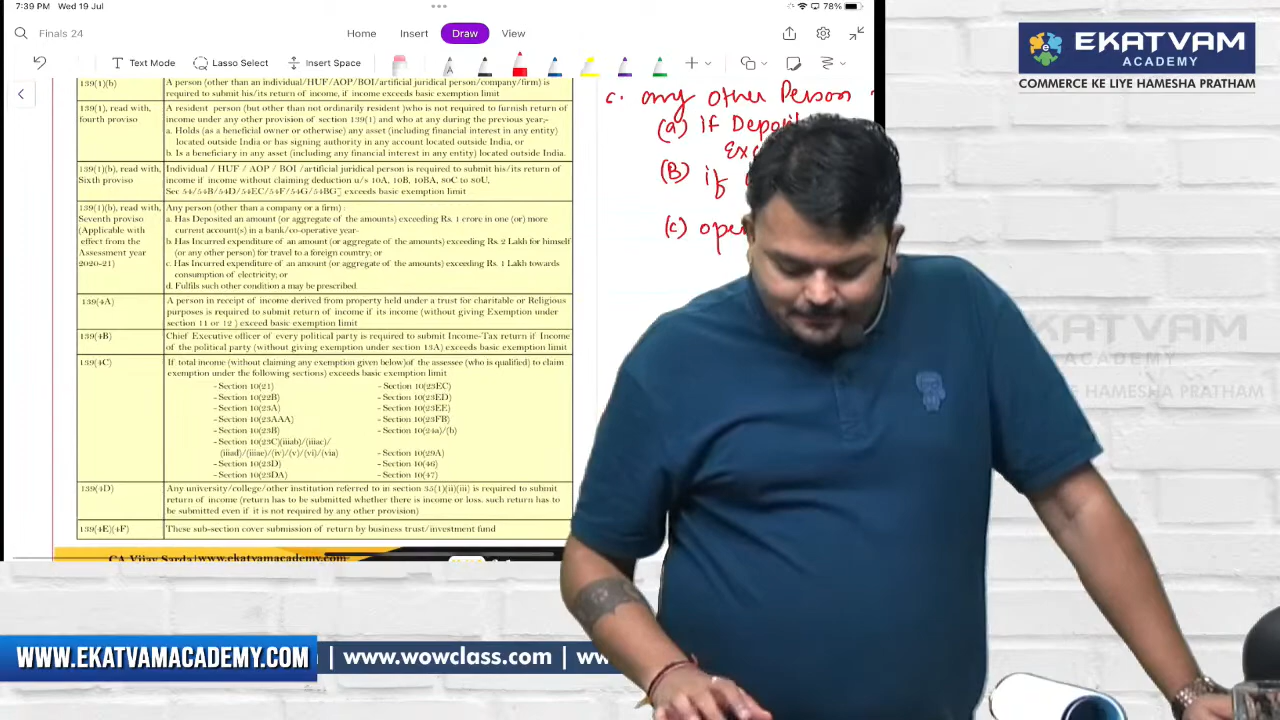 7:39 PM Wed 19 Jul
78%
Finals 24
Home Insert Draw View
Text Mode Lasso Select Insert Space
139(1)(b) A person (other than an individual/HUF/AOP/BOI/artificial juridical person/company/firm) is
required to submit his/its return of income, if income exceeds basic exemption limit
139(1), read with, A resident person (but other than not ordinarily resident )who is not required to furnish return of
fourth proviso income under any other provision of section 139(1) and who at any during the previous year;-
a. Holds (as a beneficial owner or otherwise) any asset (including financial interest in any entity)
located outside India or has signing authority in any account located outside India, or
b. Is a beneficiary in any asset (including any financial interest in any entity) located outside India.
139(1)(b), read with, Individual / HUF / AOP / BOI /artificial juridical person is required to submit his/its return of
Sixth proviso income if income without claiming deduction u/s 10A, 10B, 10BA, 80C to 80U,
Sec 54/54B/54D/54EC/54F/54G/54BG exceeds basic exemption limit
139(1)(b), read with, Any person (other than a company or a firm) :
Seventh proviso a. Has Deposited an amount (or aggregate of the amounts) exceeding Rs. 1 crore in one (or) more
(Applicable with current account(s) in a bank/co-operative year-
effect from the b. Has Incurred expenditure of an amount (or aggregate of the amounts) exceeding Rs. 2 Lakh for himself
Assessment year (or any other person) for travel to a foreign country; or
2020-21) c. Has Incurred expenditure of an amount (or aggregate of the amounts) exceeding Rs. 1 Lakh towards
consumption of electricity; or
d. Fulfils such other condition a may be prescribed
139(4A) A person in receipt of income derived from property held under a trust for charitable or Religious
purposes is required to submit return of income if its income (without giving Exemption under
section 11 or 12 ) exceed basic exemption limit
139(4B) Chief Executive officer of every political party is required to submit Income-Tax return if Income
of the political party (without giving exemption under section 13A) exceeds basic exemption limit
139(4C) If total income (without claiming any exemption given below)of the assessee (who is qualified) to claim
exemption under the following sections) exceeds basic exemption limit
- Section 10(21) - Section 10(23EC)
- Section 10(22B) - Section 10(23ED)
- Section 10(23A) - Section 10(23EE)
- Section 10(23AAA) - Section 10(23FB)
- Section 10(23B) - Section 10(24a)/(b)
- Section 10(23C)(iiiab)/(iiiac)/
(iiiad)/(iiiae)/(iv)/(v)/(vi)/(via) - Section 10(29A)
- Section 10(23D) - Section 10(46)
- Section 10(23DA) - Section 10(47)
139(4D) Any university/college/other institution referred to in section 35(1)(ii)(iii) is required to submit
return of income (return has to be submitted whether there is income or loss. such return has to
be submitted even if it is not required by any other provision)
139(4E)(4F) These sub-section cover submission of return by business trust/investment fund
CA Vijay Sarda|www.ekatvamacademy.com
c. any other Person
(a) If Deposit
Exc
(B) if
(c) oper
EKATVAM
ACADEMY
COMMERCE KE LIYE HAMESHA PRATHAM
EKATVAM
ACADEMY
KE LIYE HAMESHA PRATHAM
WWW.EKATVAMACADEMY.COM | www.wowclass.com | ww